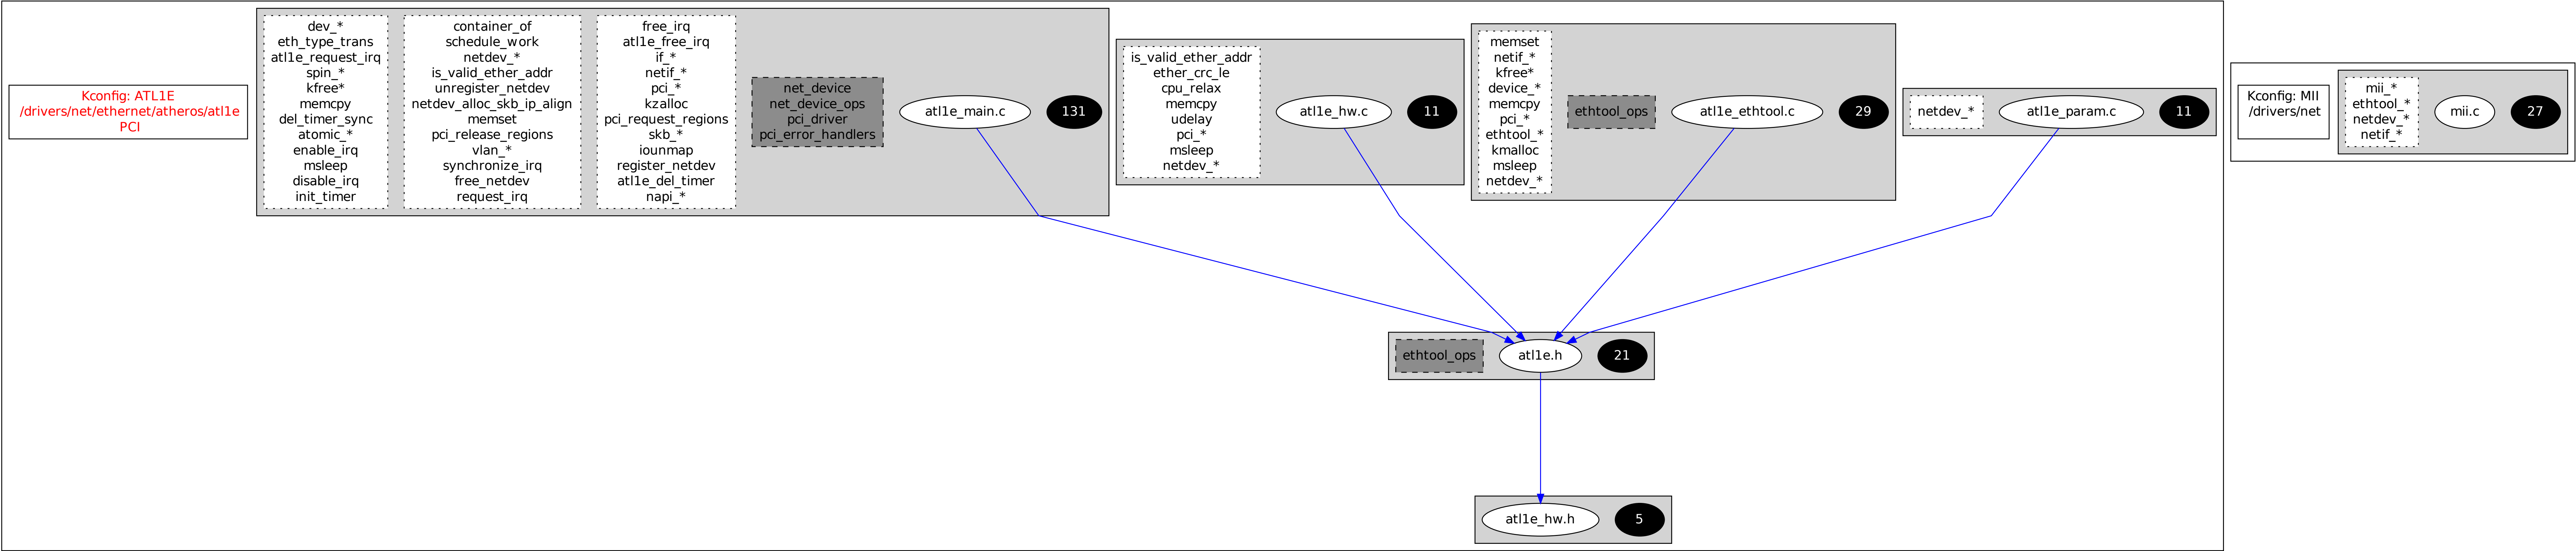 Kconfig: ATL1E
/drivers/net/ethernet/atheros/atl1e
PCI
dev_*
eth_type_trans
atl1e_request_irq
spin_*
kfree*
memcpy
del_timer_sync
atomic_*
enable_irq
msleep
disable_irq
init_timer
container_of
schedule_work
netdev_*
is_valid_ether_addr
unregister_netdev
netdev_alloc_skb_ip_align
memset
pci_release_regions
vlan_*
synchronize_irq
free_netdev
request_irq
free_irq
atl1e_free_irq
if_*
netif_*
pci_*
kzalloc
pci_request_regions
skb_*
iounmap
register_netdev
atl1e_del_timer
napi_*
net_device
net_device_ops
pci_driver
pci_error_handlers
atl1e_main.c
131
is_valid_ether_addr
ether_crc_le
cpu_relax
memcpy
udelay
pci_*
msleep
netdev_*
atl1e_hw.c
11
memset
netif_*
kfree*
device_*
memcpy
pci_*
ethtool_*
kmalloc
msleep
netdev_*
ethtool_ops
atl1e_ethtool.c
29
netdev_*
atl1e_param.c
11
Kconfig: MII
/drivers/net
mii_*
ethtool_*
netdev_*
netif_*
mii.c
27
ethtool_ops
atl1e.h
21
atl1e_hw.h
5